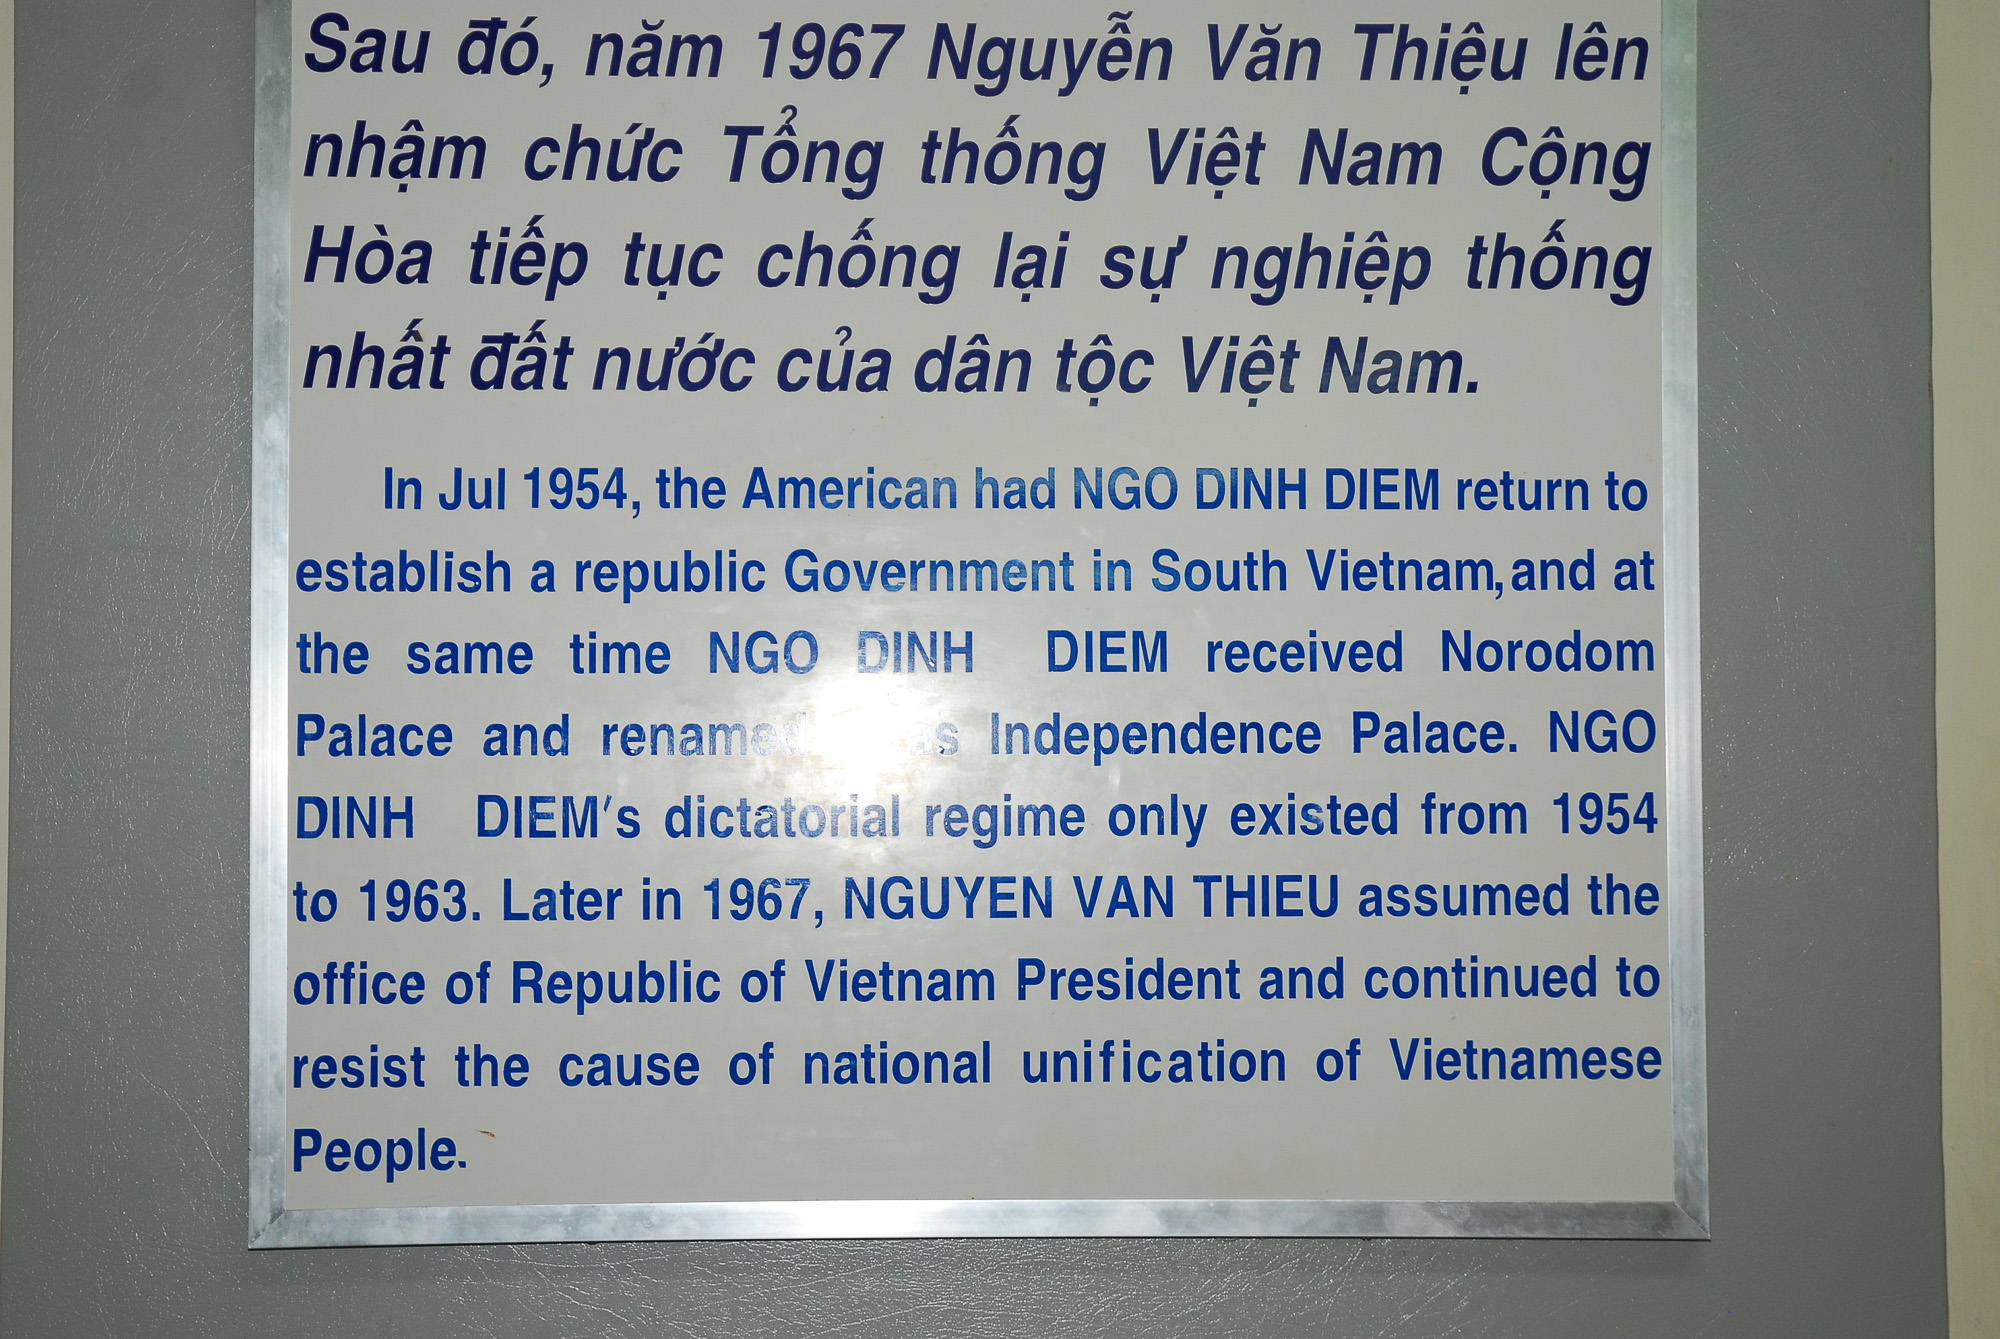 Sau đó, năm 1967 Nguyễn Văn Thiệu lên
nhậm chức Tổng thống Việt Nam Cộng
Hòa tiếp tục chống lại sự nghiệp thống
nhất đất nước của dân tộc Việt Nam.
In Jul 1954, the American had NGO DINH DIEM return to
establish a republic Government in South Vietnam, and at
the same time NGO DINH DIEM received Norodom
Palace and renamed as Independence Palace. NGO
DINH DIEM's dictatorial regime only existed from 1954
to 1963. Later in 1967, NGUYEN VAN THIEU assumed the
office of Republic of Vietnam President and continued to
resist the cause of national unification of Vietnamese
People.